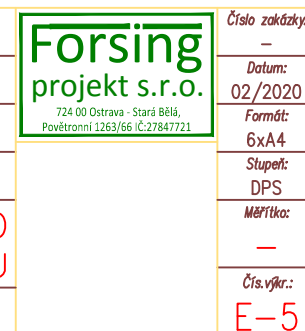 Forsing
projekt s.r.o.
724 00 Ostrava - Stará Bělá,
Povětronní 1263/66 IČ:27847721
Číslo zakázky:
–
Datum:
02/2020
Formát:
6xA4
Stupeň:
DPS
Měřítko:
–
Čís.výkr.:
E-5